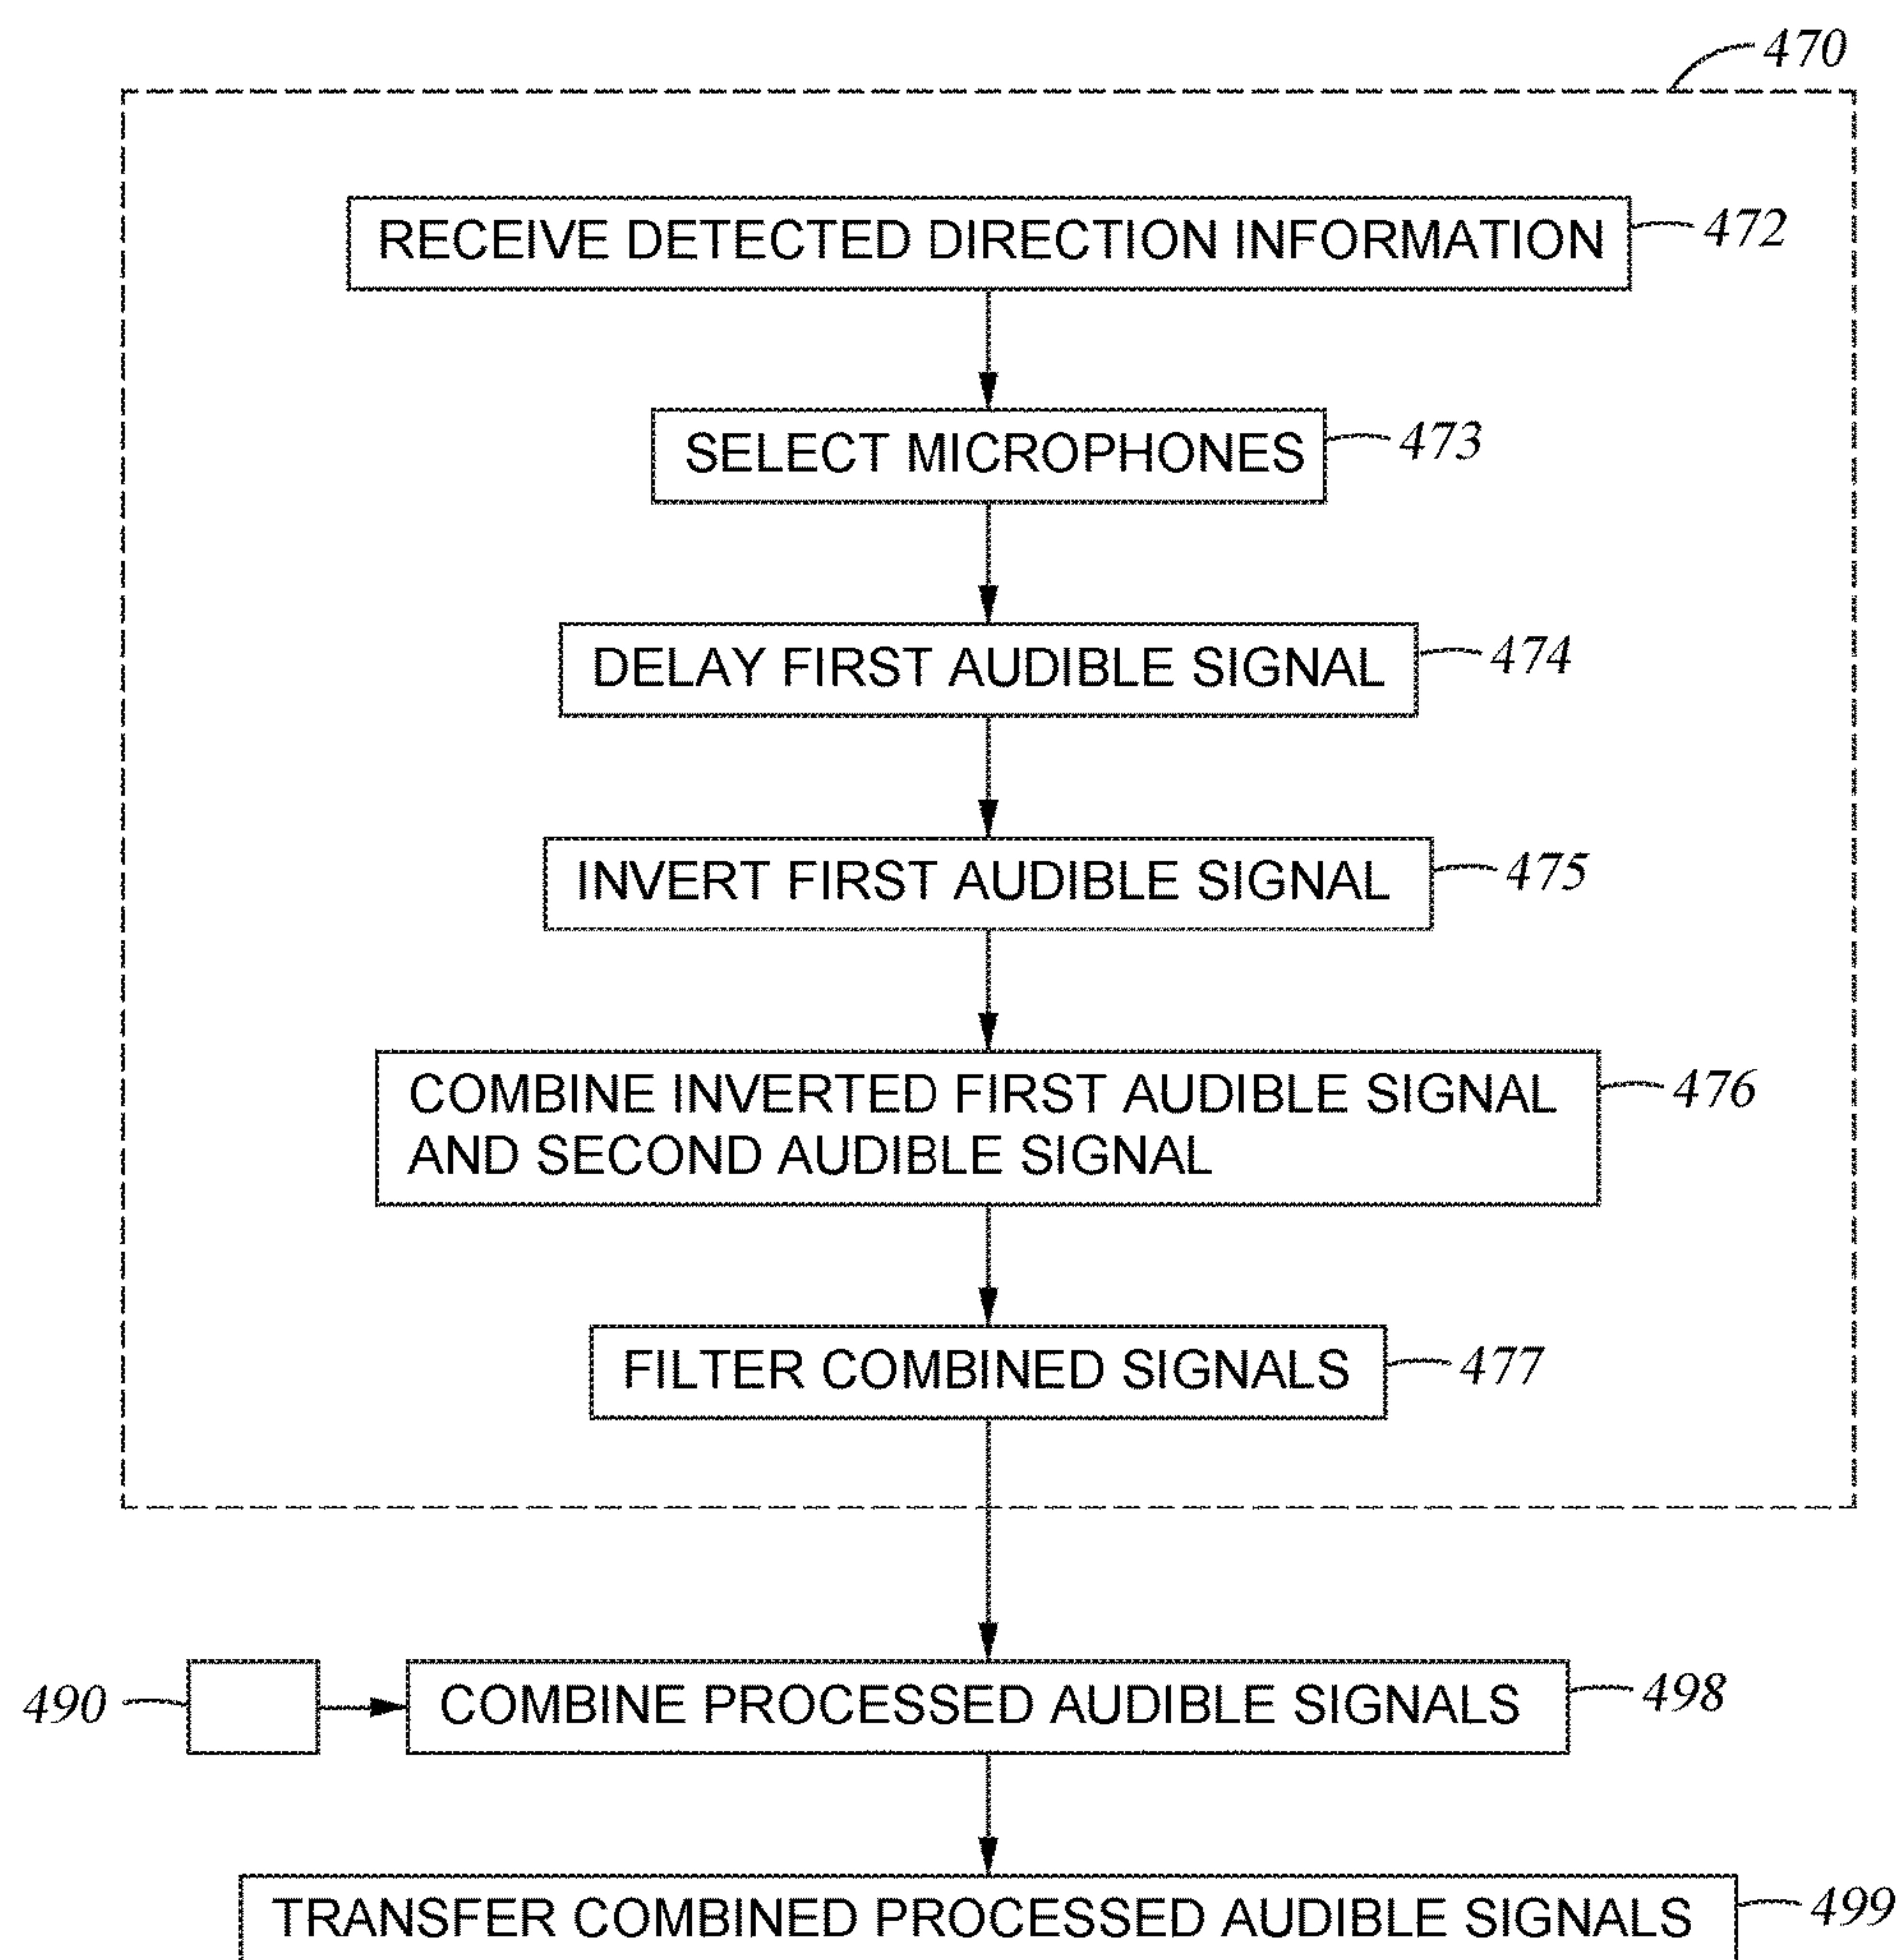 470
RECEIVE DETECTED DIRECTION INFORMATION
472
SELECT MICROPHONES
473
DELAY FIRST AUDIBLE SIGNAL
474
INVERT FIRST AUDIBLE SIGNAL
475
COMBINE INVERTED FIRST AUDIBLE SIGNAL
AND SECOND AUDIBLE SIGNAL
476
FILTER COMBINED SIGNALS
477
490
COMBINE PROCESSED AUDIBLE SIGNALS
498
TRANSFER COMBINED PROCESSED AUDIBLE SIGNALS
499